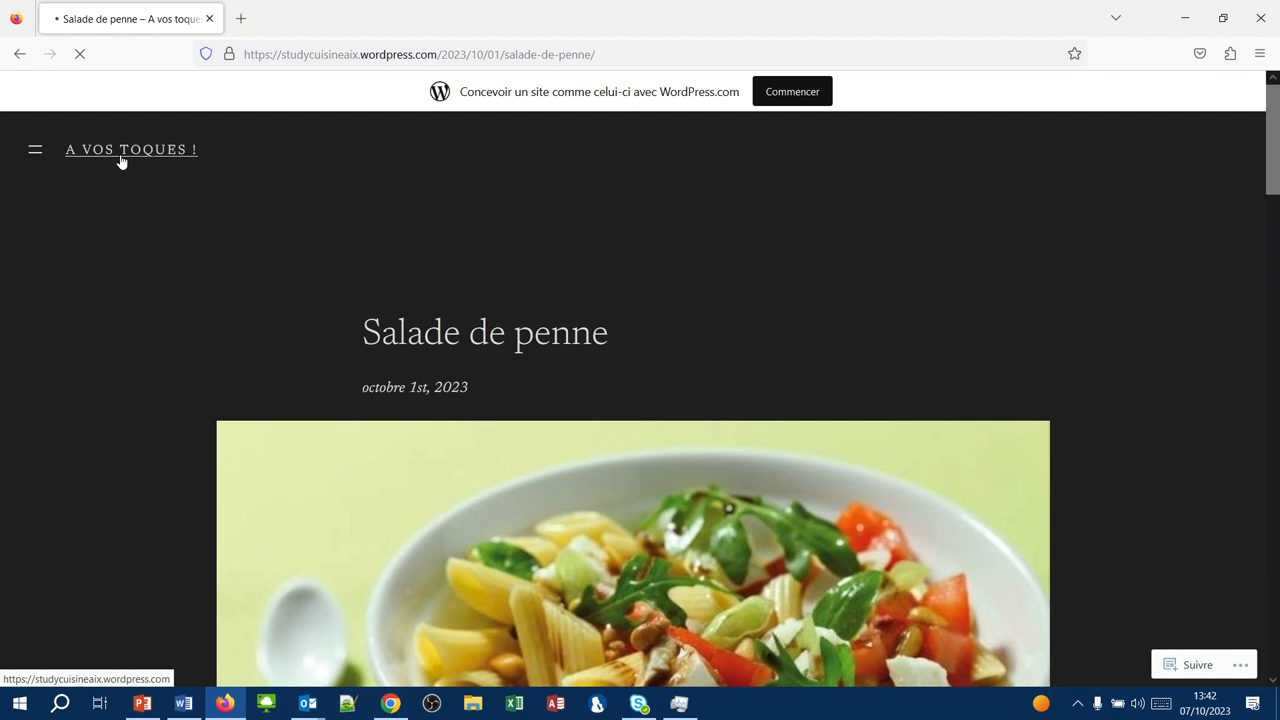 Salade de penne – A vos toque
https://studycuisineaix.wordpress.com/2023/10/01/salade-de-penne/
Concevoir un site comme celui-ci avec WordPress.com
Commencer
A VOS TOQUES !
Salade de penne
octobre 1st, 2023
Suivre
https://studycuisineaix.wordpress.com
13:42
07/10/2023